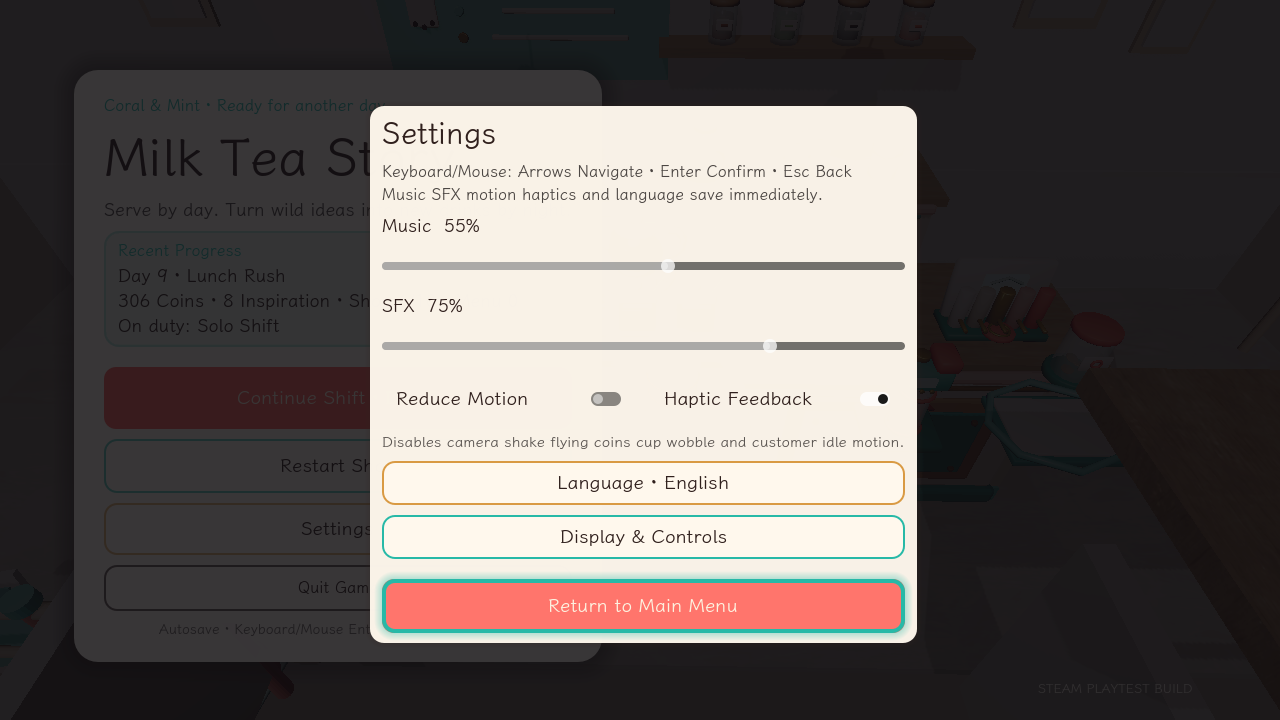 Coral & Mint • Ready for another day
Milk Tea St
Serve by day. Turn wild ideas i
Recent Progress
Day 9 • Lunch Rush
306 Coins • 8 Inspiration • Sh
On duty: Solo Shift
Continue Shift
Restart Sh
Settings
Quit Gam
Autosave • Keyboard/Mouse Ent
Settings
Keyboard/Mouse: Arrows Navigate • Enter Confirm • Esc Back
Music SFX motion haptics and language save immediately.
Music 55%
SFX 75%
Reduce Motion
Haptic Feedback
Disables camera shake flying coins cup wobble and customer idle motion.
Language • English
Display & Controls
Return to Main Menu
STEAM PLAYTEST BUILD